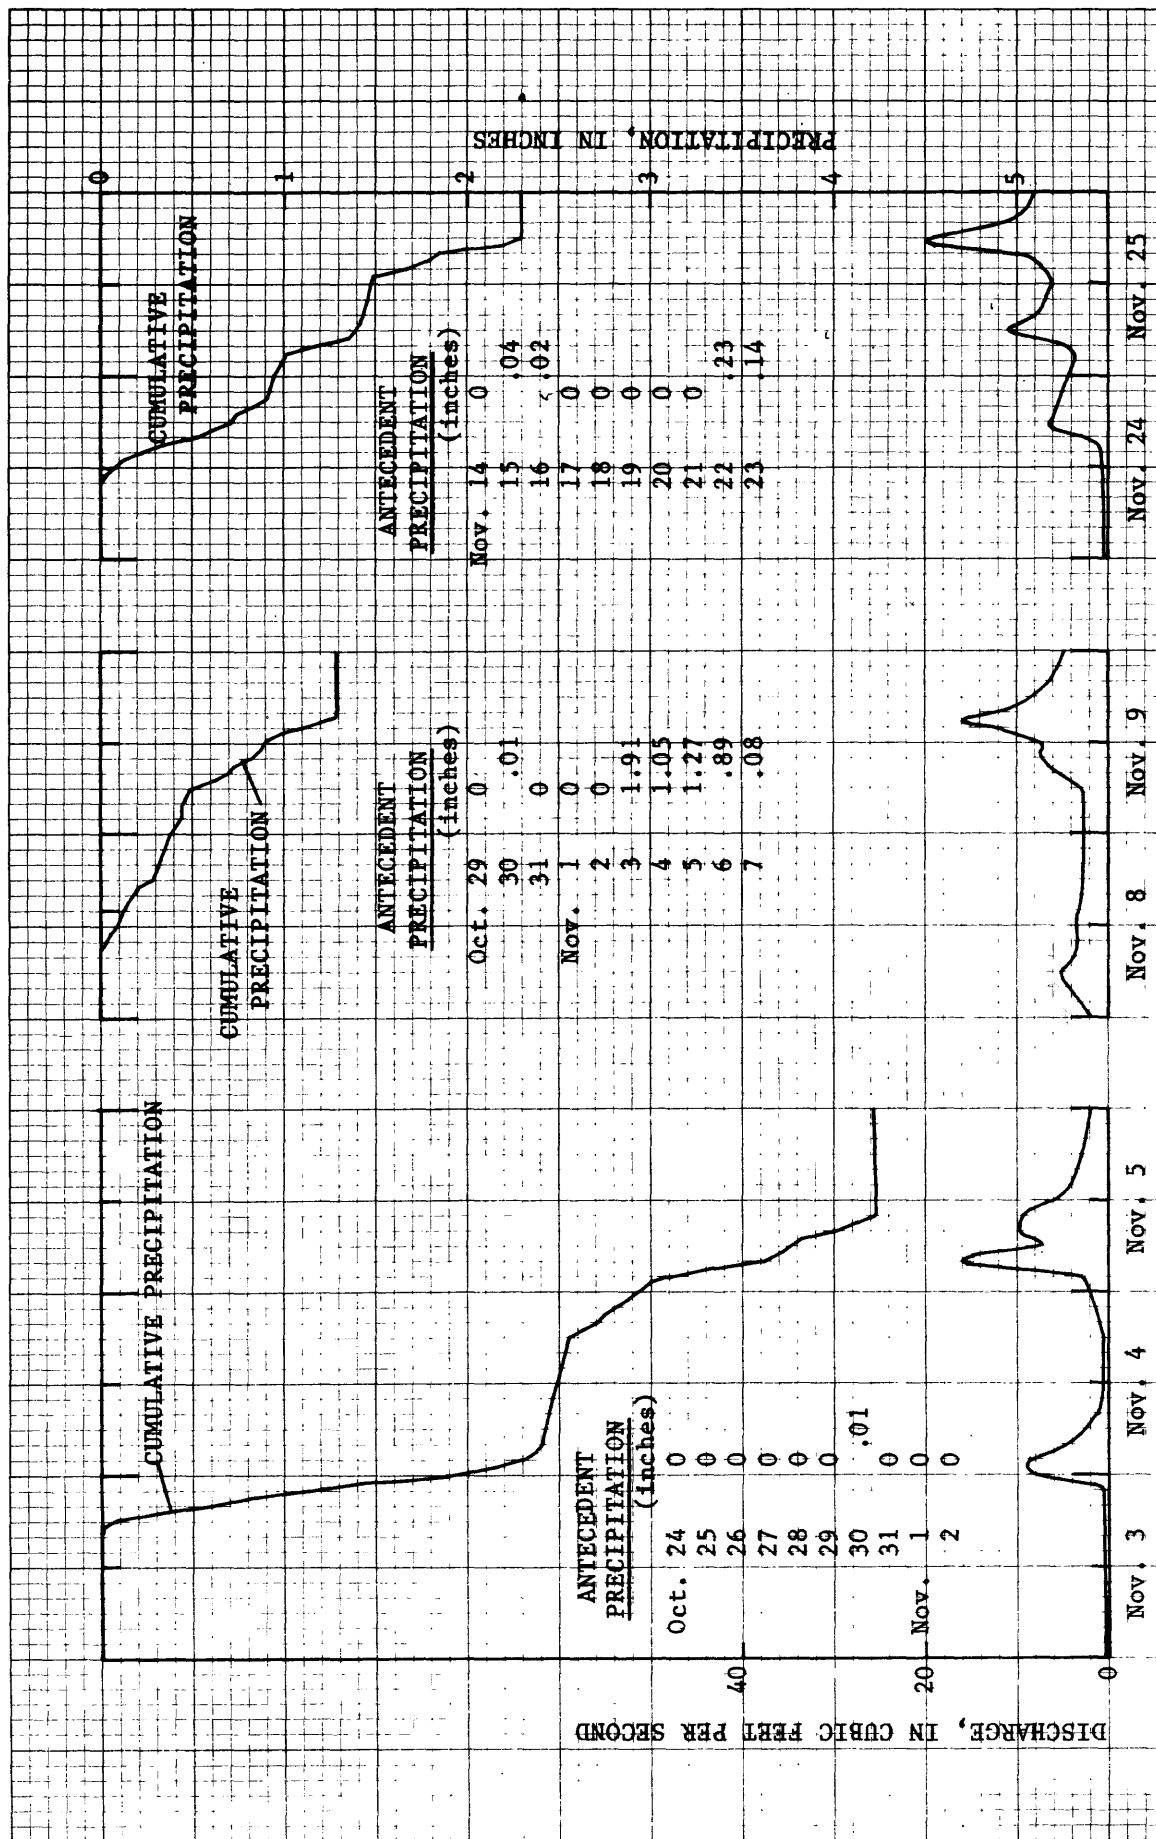 CUMULATIVE PRECIPITATION
CUMULATIVE
PRECIPITATION
CUMULATIVE
PRECIPITATION
ANTECEDENT
PRECIPITATION
(inches)
Oct. 24 0
25 0
26 0
27 0
28 0
29 0
30 .01
31 0
Nov. 1 0
2 0
ANTECEDENT
PRECIPITATION
(inches)
Oct. 29 0
30 .01
31 0
Nov. 1 0
2 0
3 1.91
4 1.05
5 1.27
6 .89
7 .08
ANTECEDENT
PRECIPITATION
(inches)
Nov. 14 0
15 .04
16 .02
17 0
18 0
19 0
20 0
21 0
22 .23
23 .14
DISCHARGE, IN CUBIC FEET PER SECOND
40
20
0
PRECIPITATION, IN INCHES
0
1
2
3
4
5
Nov. 3 Nov. 4 Nov. 5 Nov. 8 Nov. 9 Nov. 24 Nov. 25